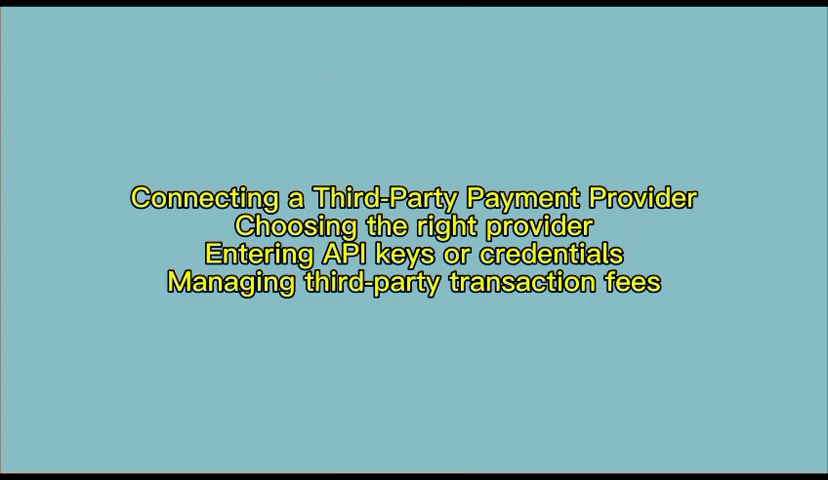 Connecting a Third-Party Payment Provider
Choosing the right provider
Entering API keys or credentials
Managing third-party transaction fees